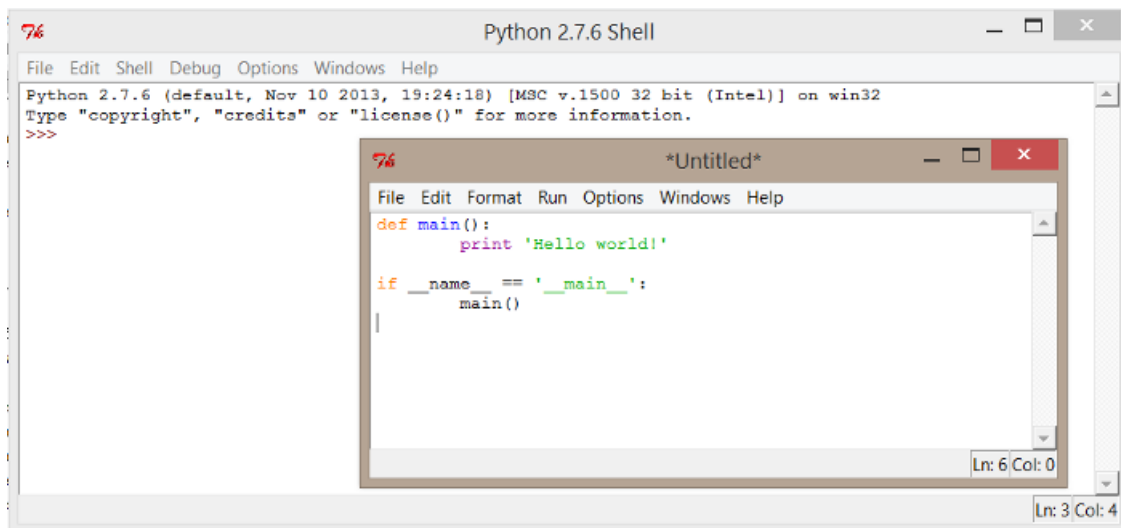 Python 2.7.6 Shell
File Edit Shell Debug Options Windows Help
Python 2.7.6 (default, Nov 10 2013, 19:24:18) [MSC v.1500 32 bit (Intel)] on win32
Type "copyright", "credits" or "license()" for more information.
>>>
*Untitled*
File Edit Format Run Options Windows Help
def main():
        print 'Hello world!'
if __name__ == '__main__':
        main()
Ln: 6 Col: 0
Ln: 3 Col: 4